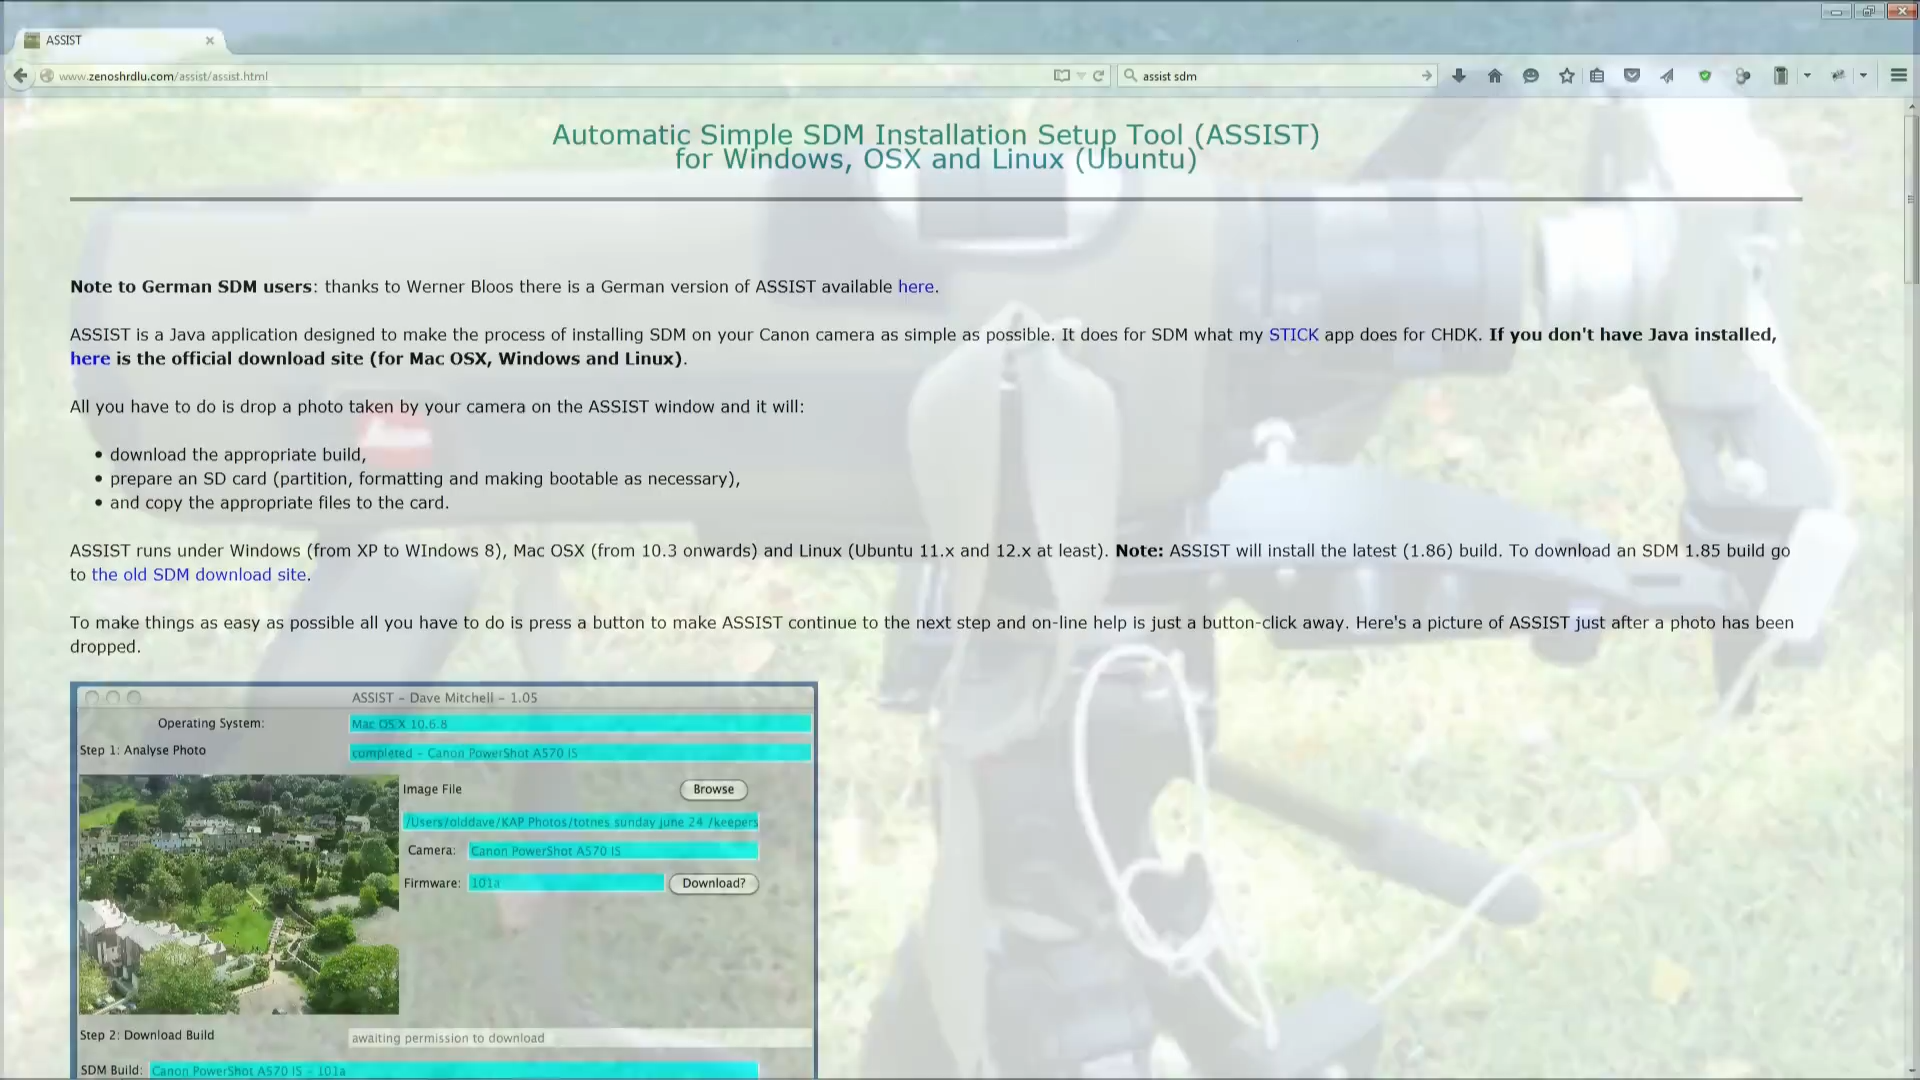 ASSIST
www.zenoshrdlu.com/assist/assist.html
assist sdm
Automatic Simple SDM Installation Setup Tool (ASSIST)
for Windows, OSX and Linux (Ubuntu)
Note to German SDM users: thanks to Werner Bloos there is a German version of ASSIST available here.
ASSIST is a Java application designed to make the process of installing SDM on your Canon camera as simple as possible. It does for SDM what my STICK app does for CHDK. If you don't have Java installed,
here is the official download site (for Mac OSX, Windows and Linux).
All you have to do is drop a photo taken by your camera on the ASSIST window and it will:
• download the appropriate build,
• prepare an SD card (partition, formatting and making bootable as necessary),
• and copy the appropriate files to the card.
ASSIST runs under Windows (from XP to WIndows 8), Mac OSX (from 10.3 onwards) and Linux (Ubuntu 11.x and 12.x at least). Note: ASSIST will install the latest (1.86) build. To download an SDM 1.85 build go
to the old SDM download site.
To make things as easy as possible all you have to do is press a button to make ASSIST continue to the next step and on-line help is just a button-click away. Here's a picture of ASSIST just after a photo has been
dropped.
ASSIST - Dave Mitchell - 1.05
Operating System: Mac OS X 10.6.8
Step 1: Analyse Photo completed - Canon PowerShot A570 IS
Image File Browse
/Users/olddave/KAP Photos/totnes sunday june 24 /keepers
Camera: Canon PowerShot A570 IS
Firmware: 101a Download?
Step 2: Download Build awaiting permission to download
SDM Build: Canon PowerShot A570 IS - 101a